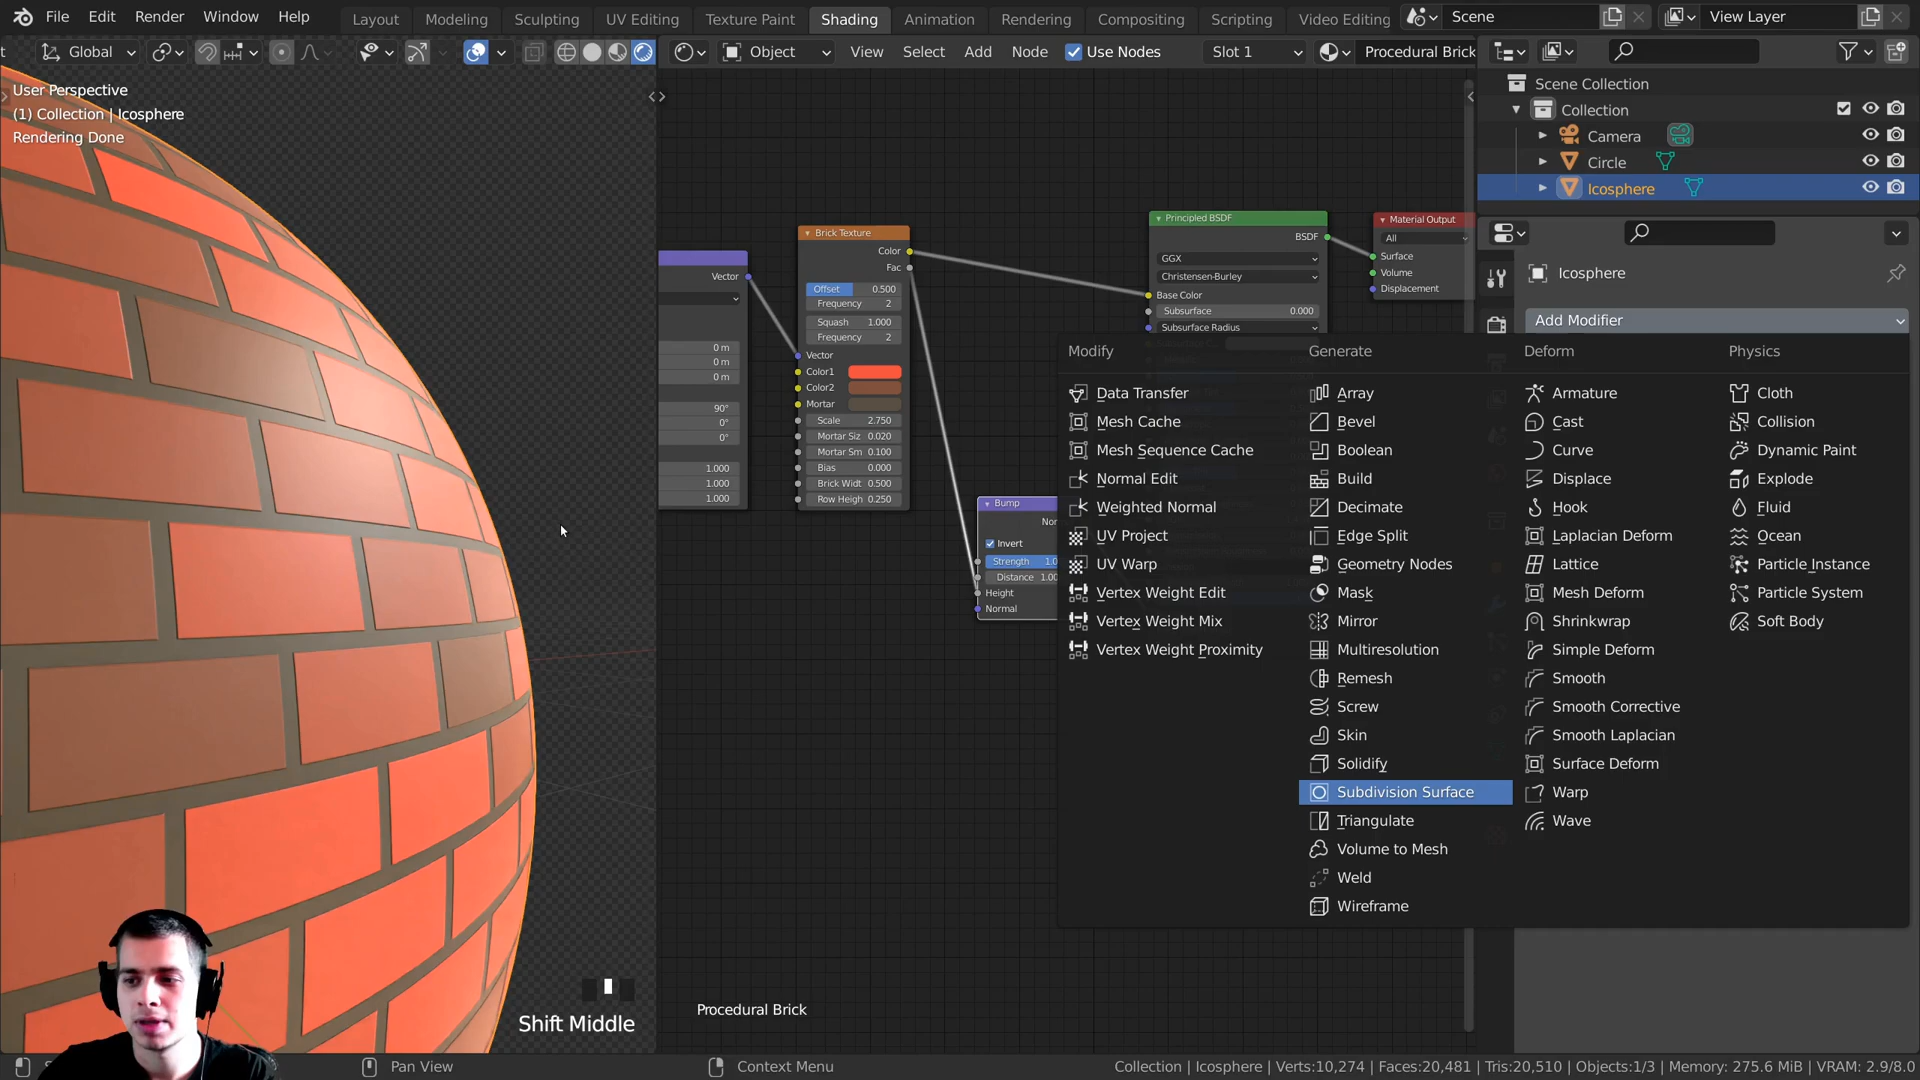 File Edit Render Window Help Layout Modeling Sculpting UV Editing Texture Paint Shading Animation Rendering Compositing Scripting Video Editing Scene View Layer
Global Object View Select Add Node Use Nodes Slot 1 Procedural Brick
User Perspective
(1) Collection | Icosphere
Rendering Done
Scene Collection
Collection
Camera
Circle
Icosphere
Icosphere
Add Modifier
Vector
0 m
0 m
0 m
90°
0°
0°
1.000
1.000
1.000
Brick Texture
Color
Fac
Offset 0.500
Frequency 2
Squash 1.000
Frequency 2
Vector
Color1
Color2
Mortar
Scale 2.750
Mortar Siz 0.020
Mortar Sm 0.100
Bias 0.000
Brick Widt 0.500
Row Heigh 0.250
Bump
Nor
Invert
Strength 1.0
Distance 1.00
Height
Normal
Principled BSDF
BSDF
GGX
Christensen-Burley
Base Color
Subsurface 0.000
Subsurface Radius
Material Output
All
Surface
Volume
Displacement
Modify
Data Transfer
Mesh Cache
Mesh Sequence Cache
Normal Edit
Weighted Normal
UV Project
UV Warp
Vertex Weight Edit
Vertex Weight Mix
Vertex Weight Proximity
Generate
Array
Bevel
Boolean
Build
Decimate
Edge Split
Geometry Nodes
Mask
Mirror
Multiresolution
Remesh
Screw
Skin
Solidify
Subdivision Surface
Triangulate
Volume to Mesh
Weld
Wireframe
Deform
Armature
Cast
Curve
Displace
Hook
Laplacian Deform
Lattice
Mesh Deform
Shrinkwrap
Simple Deform
Smooth
Smooth Corrective
Smooth Laplacian
Surface Deform
Warp
Wave
Physics
Cloth
Collision
Dynamic Paint
Explode
Fluid
Ocean
Particle Instance
Particle System
Soft Body
Shift Middle
Procedural Brick
Pan View
Context Menu
Collection | Icosphere | Verts:10,274 | Faces:20,481 | Tris:20,510 | Objects:1/3 | Memory: 275.6 MiB | VRAM: 2.9/8.0